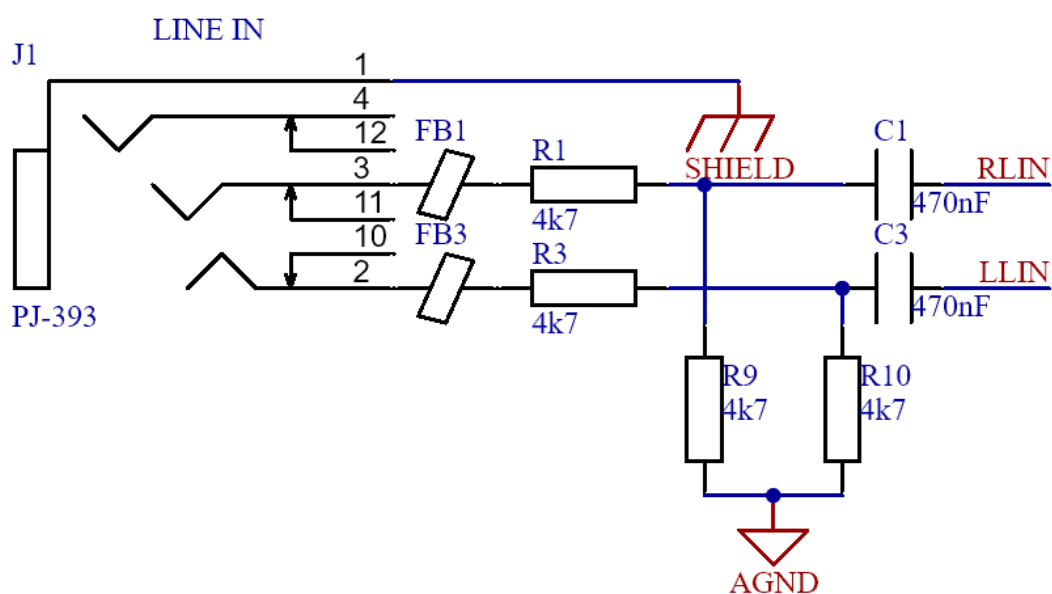 LINE IN
J1
1
4
12
FB1
3
R1
SHIELD
C1
RLIN
11
4k7
470nF
10
FB3
R3
C3
2
LLIN
PJ-393
4k7
470nF
R9
R10
4k7
4k7
AGND